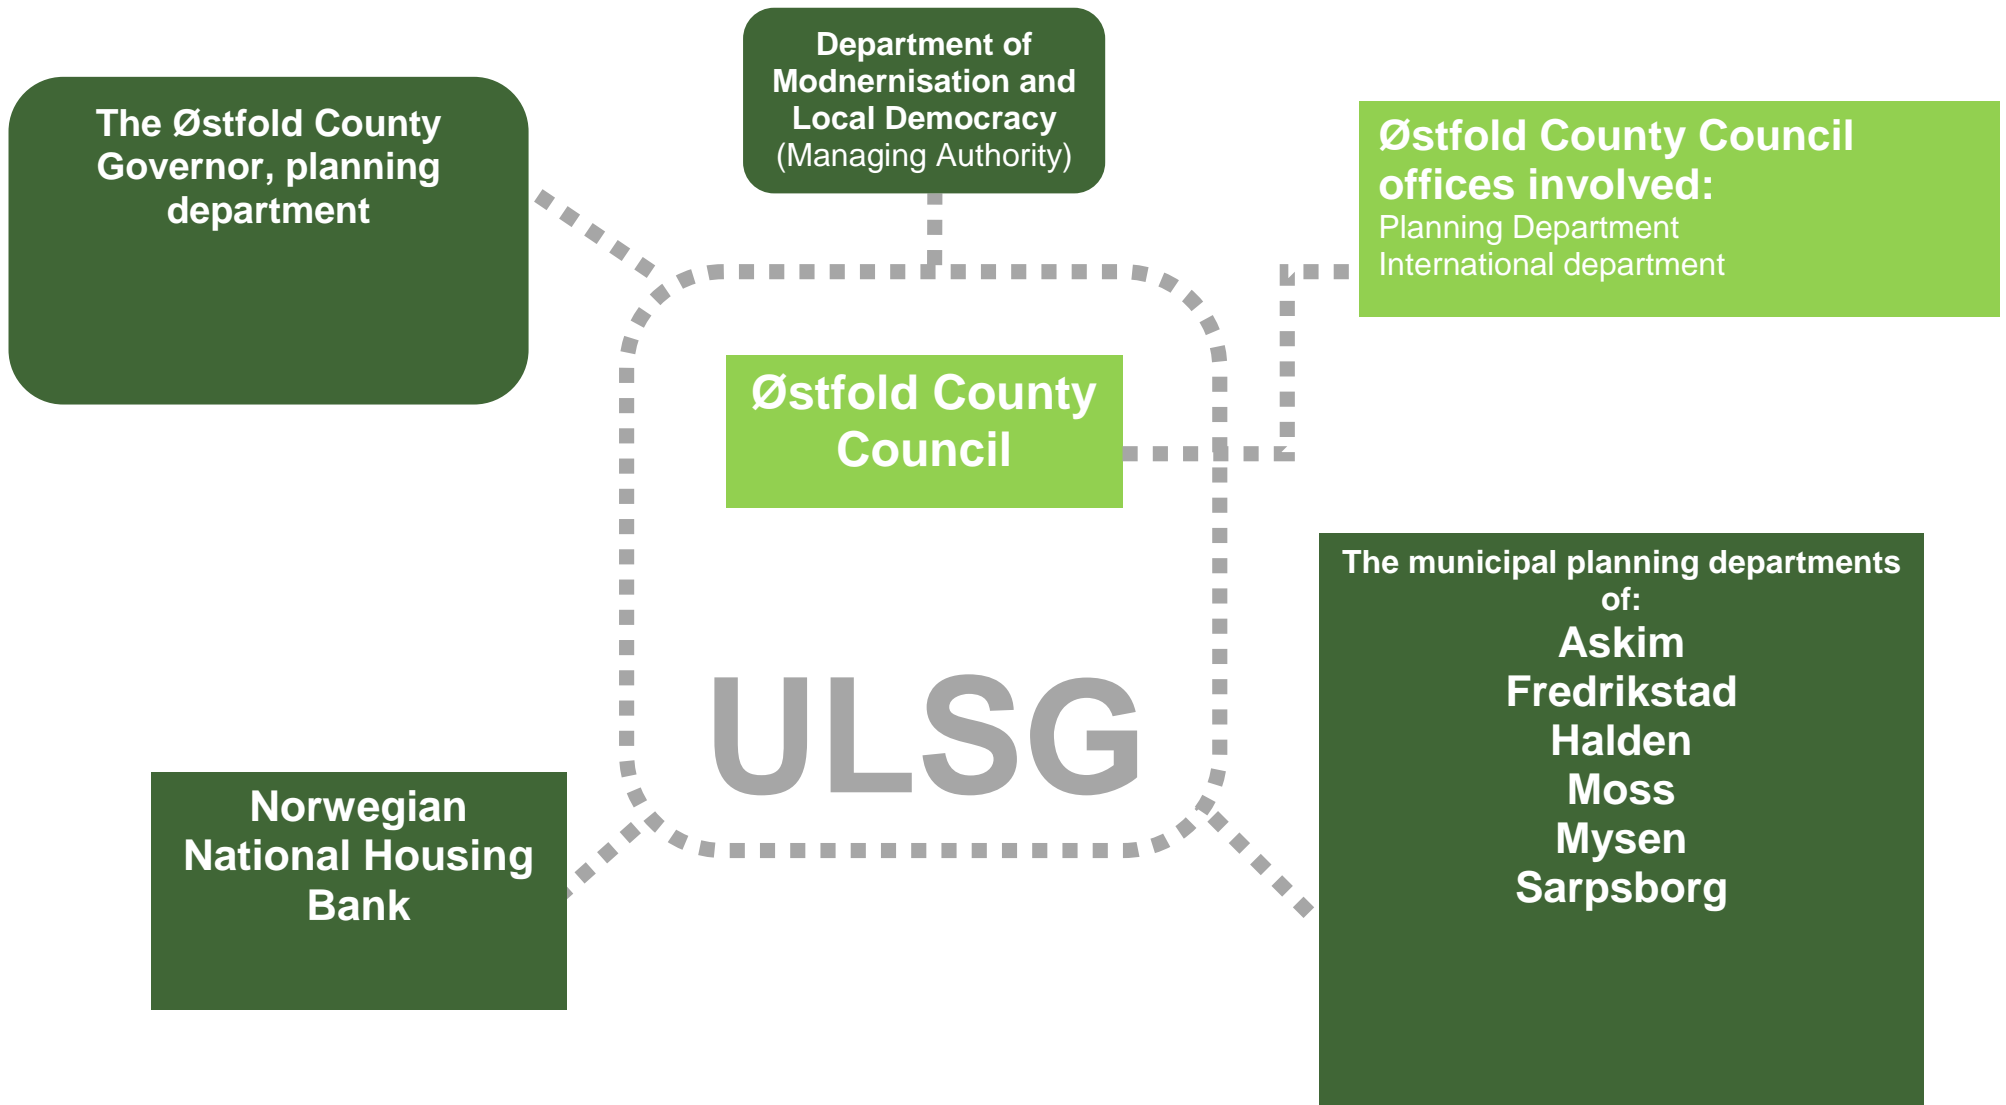 Department of
Modnernisation and
Local Democracy
(Managing Authority)
The Østfold County
Governor, planning
department
Østfold County Council
offices involved:
Planning Department
International department
Østfold County
Council
The municipal planning departments
of:
Askim
Fredrikstad
Halden
Moss
Mysen
Sarpsborg
ULSG
Norwegian
National Housing
Bank